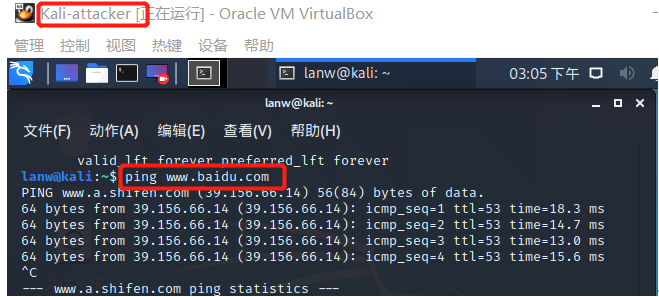 Kali-attacker [正在运行] - Oracle VM VirtualBox
管理 控制 视图 热键 设备 帮助
lanw@kali: ~ 03:05 下午
lanw@kali: ~
文件(F) 动作(A) 编辑(E) 查看(V) 帮助(H)
valid_lft forever preferred_lft forever
lanw@kali:~$ ping www.baidu.com
PING www.a.shifen.com (39.156.66.14) 56(84) bytes of data.
64 bytes from 39.156.66.14 (39.156.66.14): icmp_seq=1 ttl=53 time=18.3 ms
64 bytes from 39.156.66.14 (39.156.66.14): icmp_seq=2 ttl=53 time=14.7 ms
64 bytes from 39.156.66.14 (39.156.66.14): icmp_seq=3 ttl=53 time=13.0 ms
64 bytes from 39.156.66.14 (39.156.66.14): icmp_seq=4 ttl=53 time=15.6 ms
^C
--- www.a.shifen.com ping statistics ---